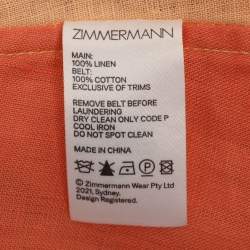 ZIMMERMANN
MAIN:
100% LINEN
BELT:
100% COTTON
EXCLUSIVE OF TRIMS
REMOVE BELT BEFORE
LAUNDERING
DRY CLEAN ONLY CODE P
COOL IRON
DO NOT SPOT CLEAN
MADE IN CHINA
© Zimmermann Wear Pty Ltd
2021, Sydney.
Design Registered.